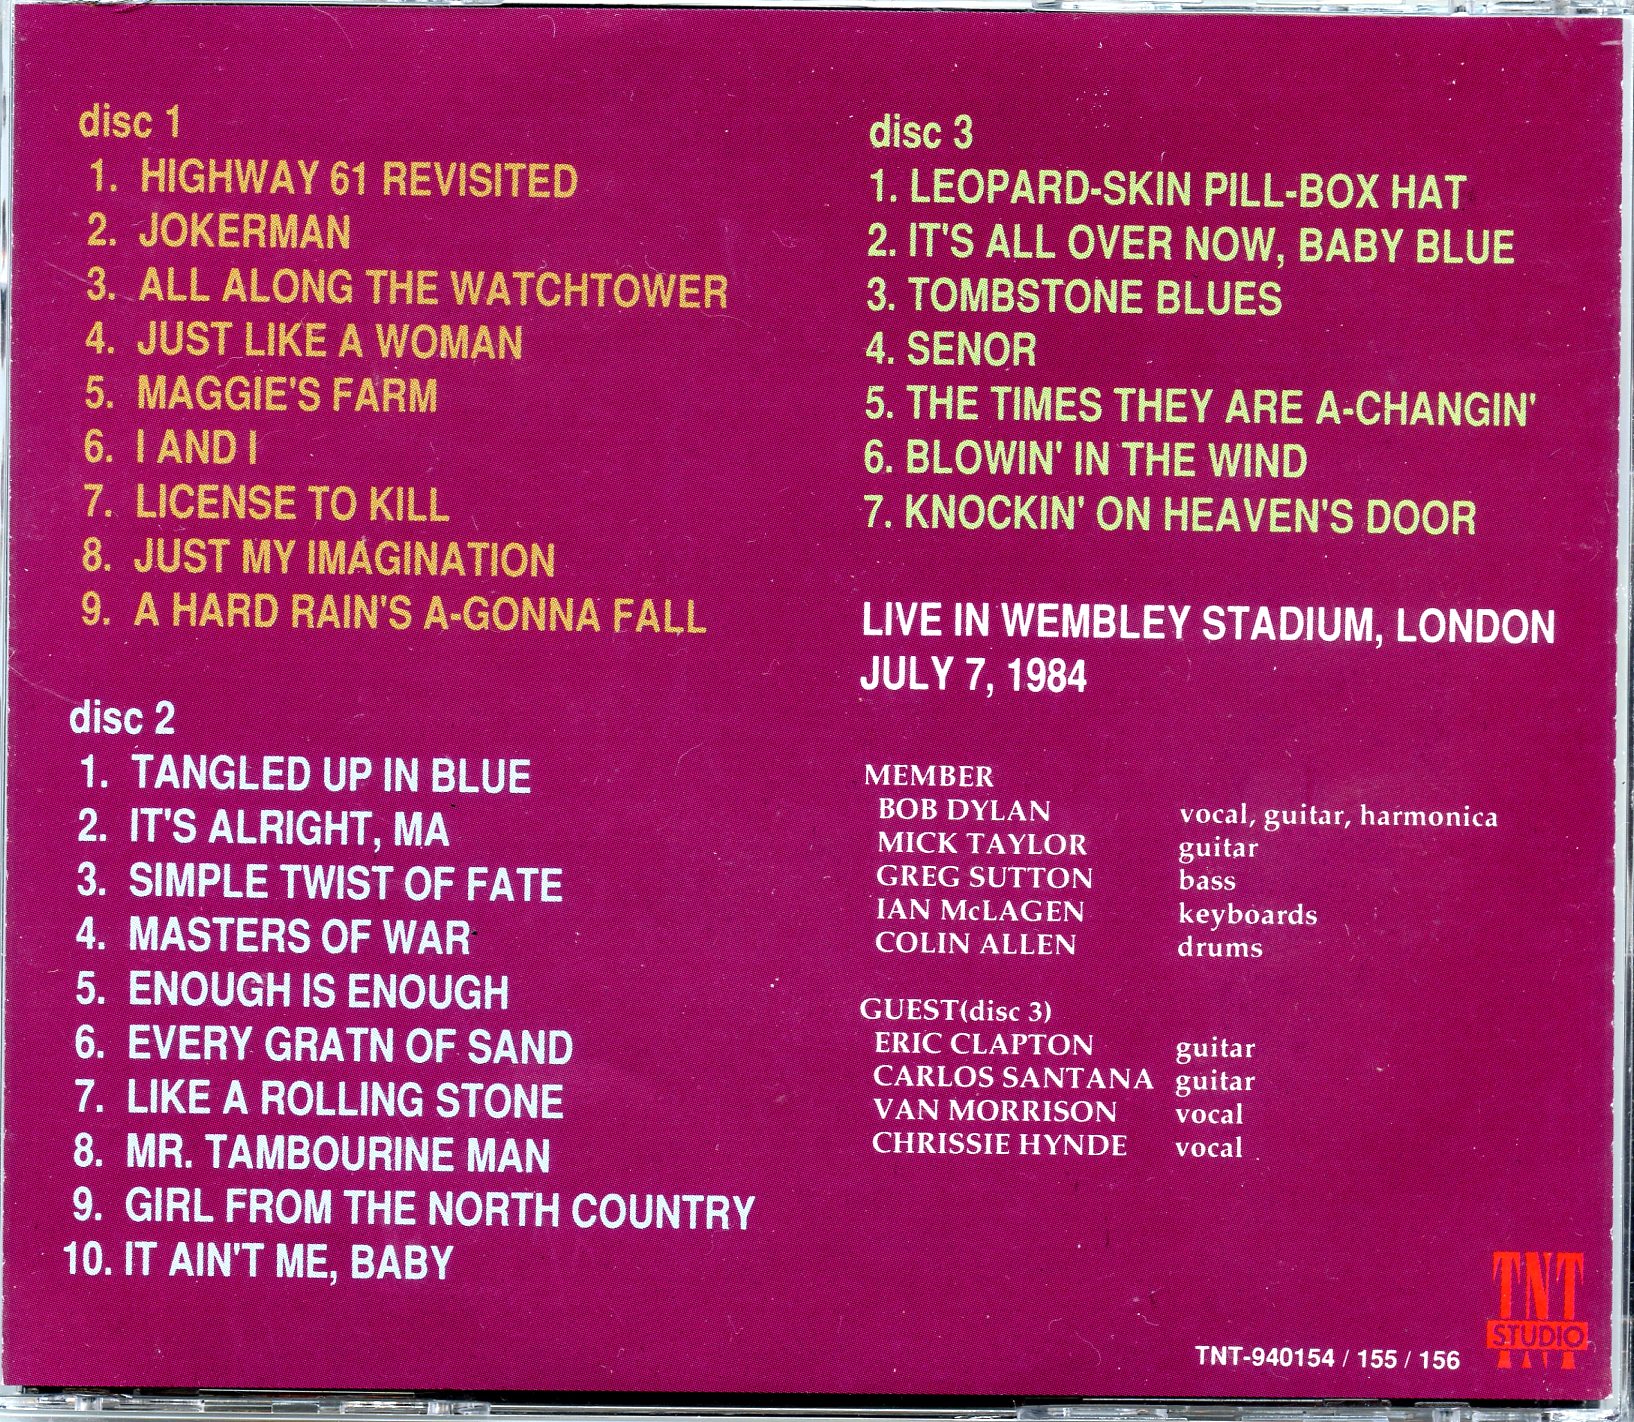 disc 1
1. HIGHWAY 61 REVISITED
2. JOKERMAN
3. ALL ALONG THE WATCHTOWER
4. JUST LIKE A WOMAN
5. MAGGIE'S FARM
6. I AND I
7. LICENSE TO KILL
8. JUST MY IMAGINATION
9. A HARD RAIN'S A-GONNA FALL
disc 2
1. TANGLED UP IN BLUE
2. IT'S ALRIGHT, MA
3. SIMPLE TWIST OF FATE
4. MASTERS OF WAR
5. ENOUGH IS ENOUGH
6. EVERY GRATN OF SAND
7. LIKE A ROLLING STONE
8. MR. TAMBOURINE MAN
9. GIRL FROM THE NORTH COUNTRY
10. IT AIN'T ME, BABY
disc 3
1. LEOPARD-SKIN PILL-BOX HAT
2. IT'S ALL OVER NOW, BABY BLUE
3. TOMBSTONE BLUES
4. SENOR
5. THE TIMES THEY ARE A-CHANGIN'
6. BLOWIN' IN THE WIND
7. KNOCKIN' ON HEAVEN'S DOOR
LIVE IN WEMBLEY STADIUM, LONDON
JULY 7, 1984
MEMBER
BOB DYLAN vocal, guitar, harmonica
MICK TAYLOR guitar
GREG SUTTON bass
IAN McLAGEN keyboards
COLIN ALLEN drums
GUEST(disc 3)
ERIC CLAPTON guitar
CARLOS SANTANA guitar
VAN MORRISON vocal
CHRISSIE HYNDE vocal
TNT
STUDIO
TNT
TNT-940154 / 155 / 156